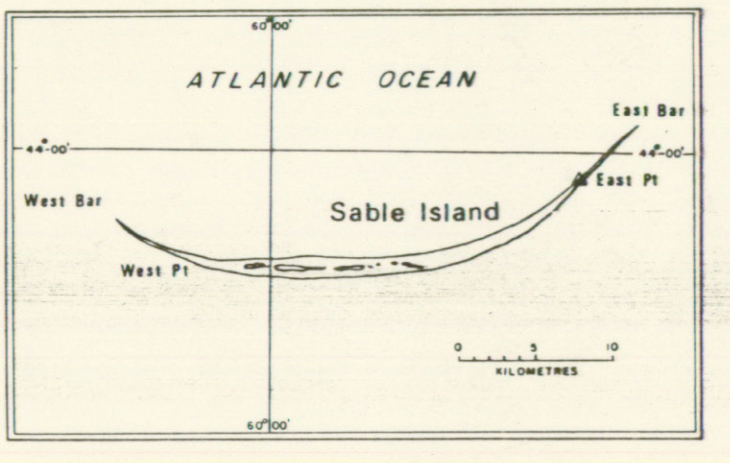 60°00'
ATLANTIC OCEAN
East Bar
44°00'
44°00'
East Pt
West Bar
Sable Island
West Pt
0 5 10
KILOMETRES
60°00'